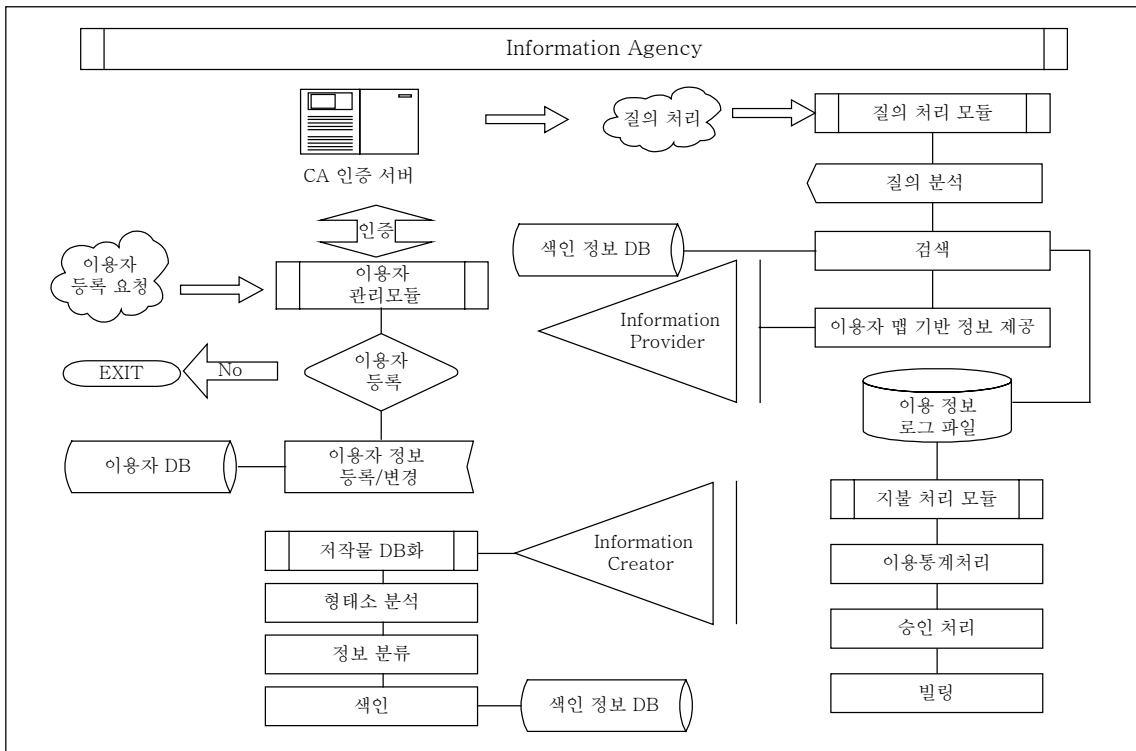 Information Agency
CA 인증 서버
질의 처리
질의 처리 모듈
질의 분석
인증
색인 정보 DB
검색
이용자
등록 요청
이용자
관리모듈
Information
Provider
이용자 맵 기반 정보 제공
EXIT
No
이용자
등록
이용 정보
로그 파일
이용자 DB
이용자 정보
등록/변경
지불 처리 모듈
저작물 DB화
Information
Creator
이용통계처리
형태소 분석
승인 처리
정보 분류
색인
색인 정보 DB
빌링